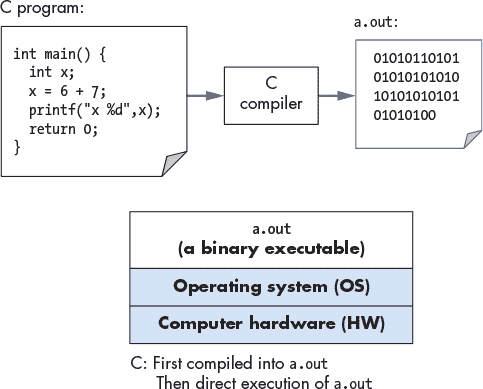 C program:
int main() {
int x;
x = 6 + 7;
printf("x %d",x);
return 0;
}
C
compiler
a.out:
01010110101
01010101010
10101010101
01010100
a.out
(a binary executable)
Operating system (OS)
Computer hardware (HW)
C: First compiled into a.out
Then direct execution of a.out